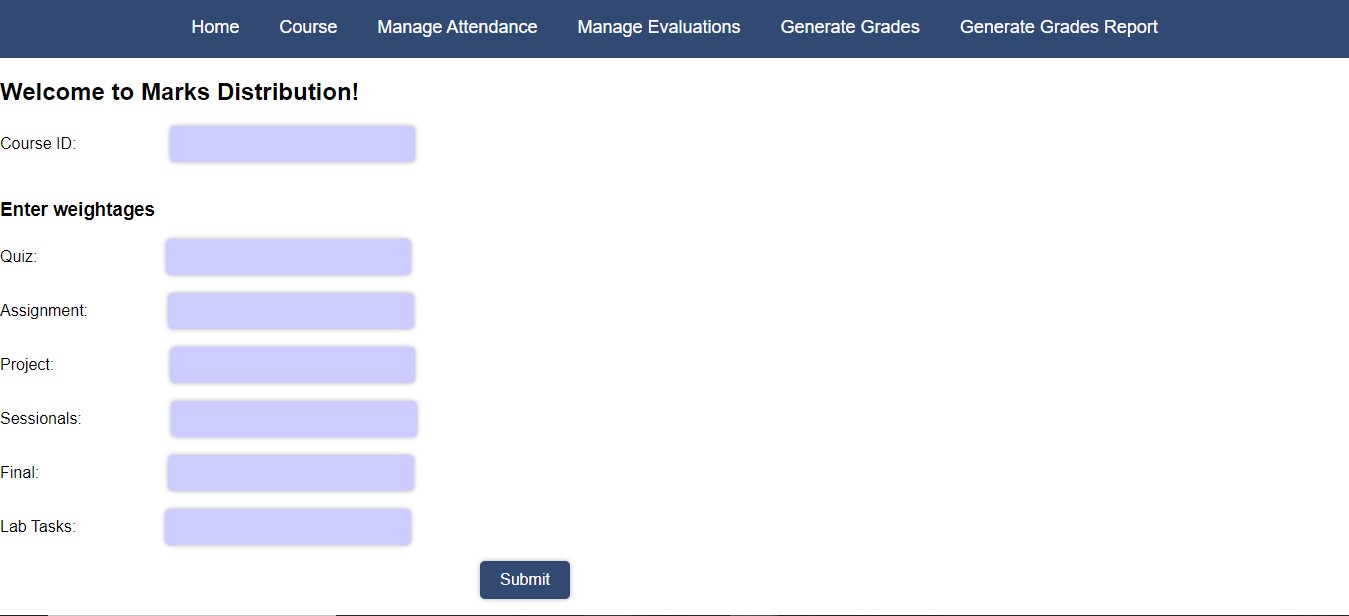 Home Course Manage Attendance Manage Evaluations Generate Grades Generate Grades Report
Welcome to Marks Distribution!
Course ID:
Enter weightages
Quiz:
Assignment:
Project:
Sessionals:
Final:
Lab Tasks:
Submit